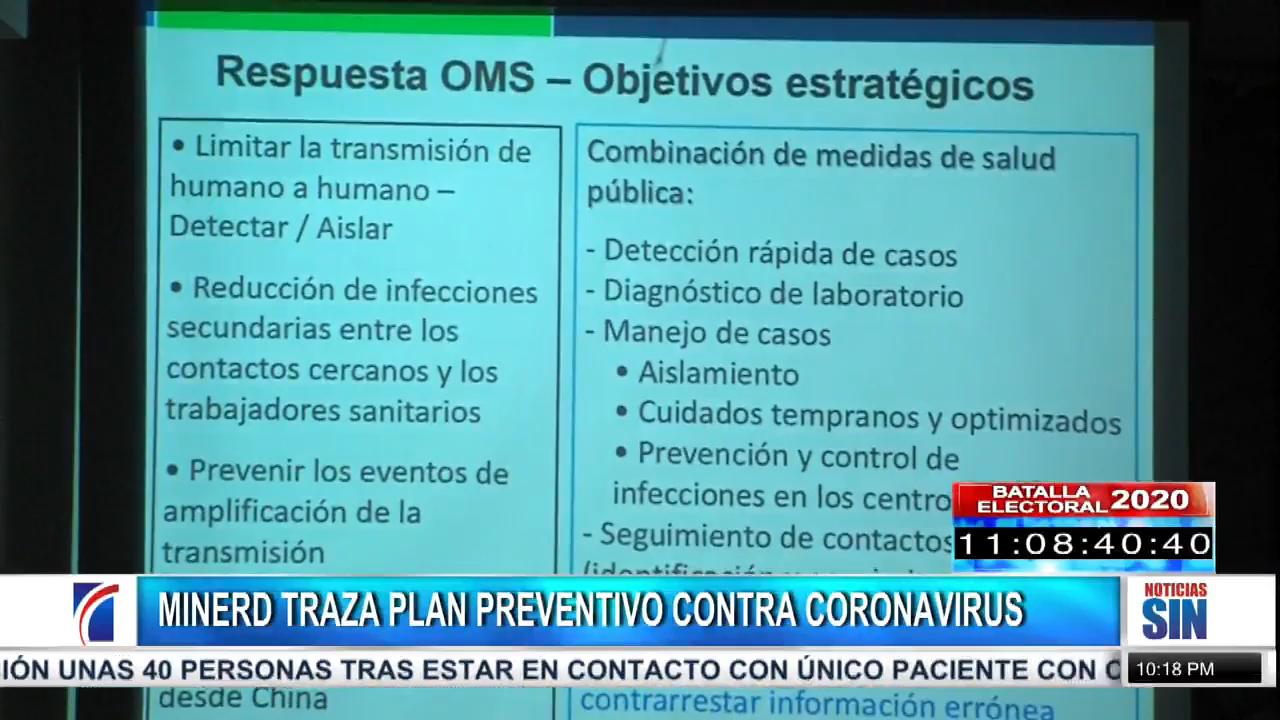 Respuesta OMS – Objetivos estratégicos
• Limitar la transmisión de
humano a humano –
Detectar / Aislar
• Reducción de infecciones
secundarias entre los
contactos cercanos y los
trabajadores sanitarios
• Prevenir los eventos de
amplificación de la
transmisión
desde China
Combinación de medidas de salud
pública:
- Detección rápida de casos
- Diagnóstico de laboratorio
- Manejo de casos
• Aislamiento
• Cuidados tempranos y optimizados
• Prevención y control de
infecciones en los centro
- Seguimiento de contactos
contrarrestar información errónea
BATALLA
ELECTORAL 2020
11:08:40:40
MINERD TRAZA PLAN PREVENTIVO CONTRA CORONAVIRUS
NOTICIAS
SIN
IÓN UNAS 40 PERSONAS TRAS ESTAR EN CONTACTO CON ÚNICO PACIENTE CON C
10:18 PM